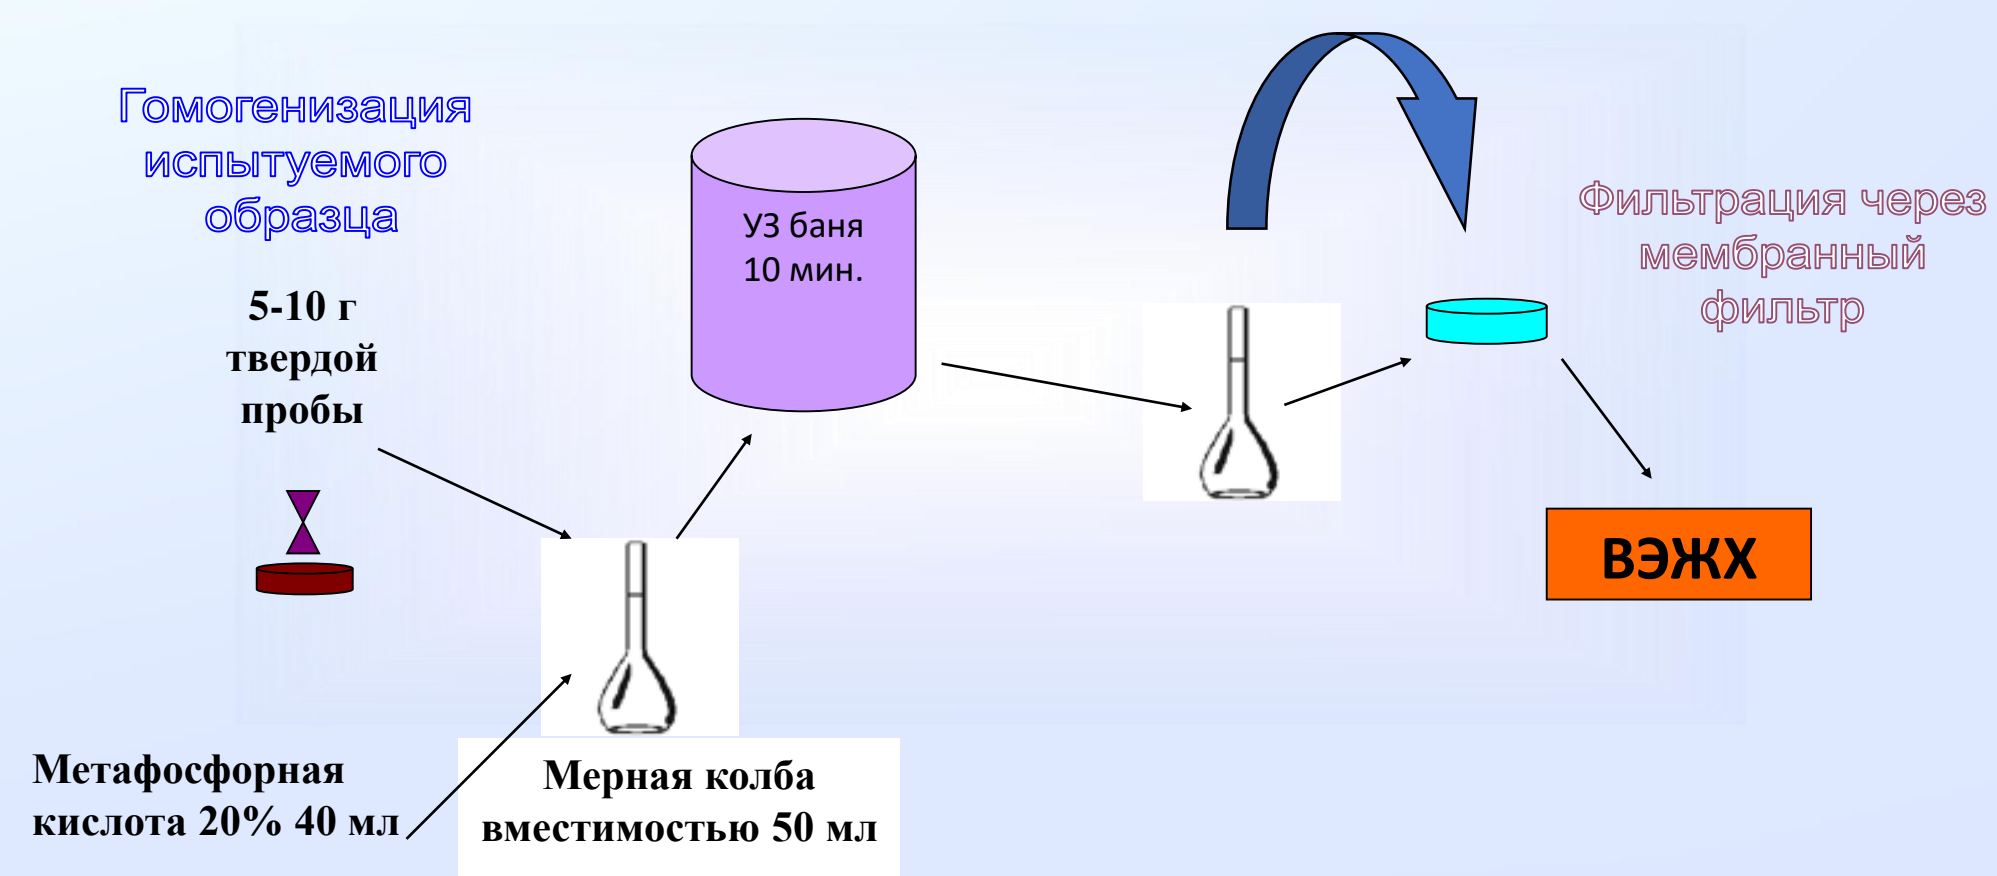 Гомогенизация
испытуемого
образца
5-10 г
твердой
пробы
УЗ баня
10 мин.
Фильтрация через
мембранный
фильтр
ВЭЖХ
Метафосфорная
кислота 20% 40 мл
Мерная колба
вместимостью 50 мл